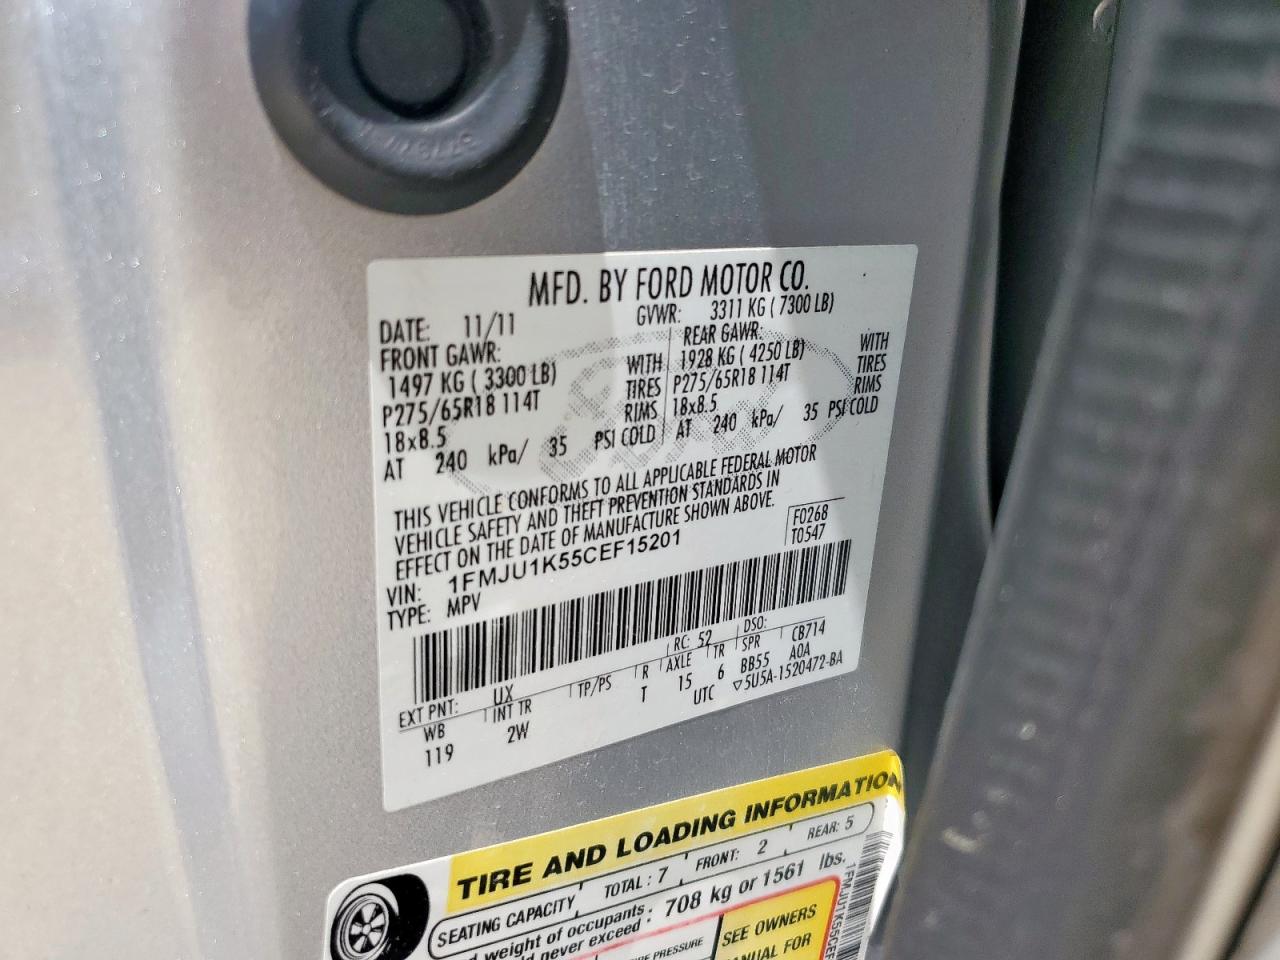 MFD. BY FORD MOTOR CO.
DATE: 11/11
GVWR: 3311 KG ( 7300 LB)
FRONT GAWR:
1497 KG ( 3300 LB)
P275/65R18 114T
18x8.5
AT 240 kPa/ 35 PSI COLD
WITH
TIRES
RIMS
REAR GAWR:
1928 KG ( 4250 LB)
P275/65R18 114T
18x8.5
AT 240 kPa/ 35 PSI COLD
WITH
TIRES
RIMS
THIS VEHICLE CONFORMS TO ALL APPLICABLE FEDERAL MOTOR
VEHICLE SAFETY AND THEFT PREVENTION STANDARDS IN
EFFECT ON THE DATE OF MANUFACTURE SHOWN ABOVE.
F0268
T0547
VIN: 1FMJU1K55CEF15201
TYPE: MPV
EXT PNT: UX RC: 52 DSO:
WB INT TR TP/PS R AXLE TR SPR CB714
119 2W T 15 6 BB55 A0A
UTC ▽5U5A-1520472-BA
TIRE AND LOADING INFORMATION
SEATING CAPACITY TOTAL: 7 FRONT: 2 REAR: 5
weight of occupants
never exceed : 708 kg or 1561 lbs.
PRESSURE
SEE OWNERS
FOR